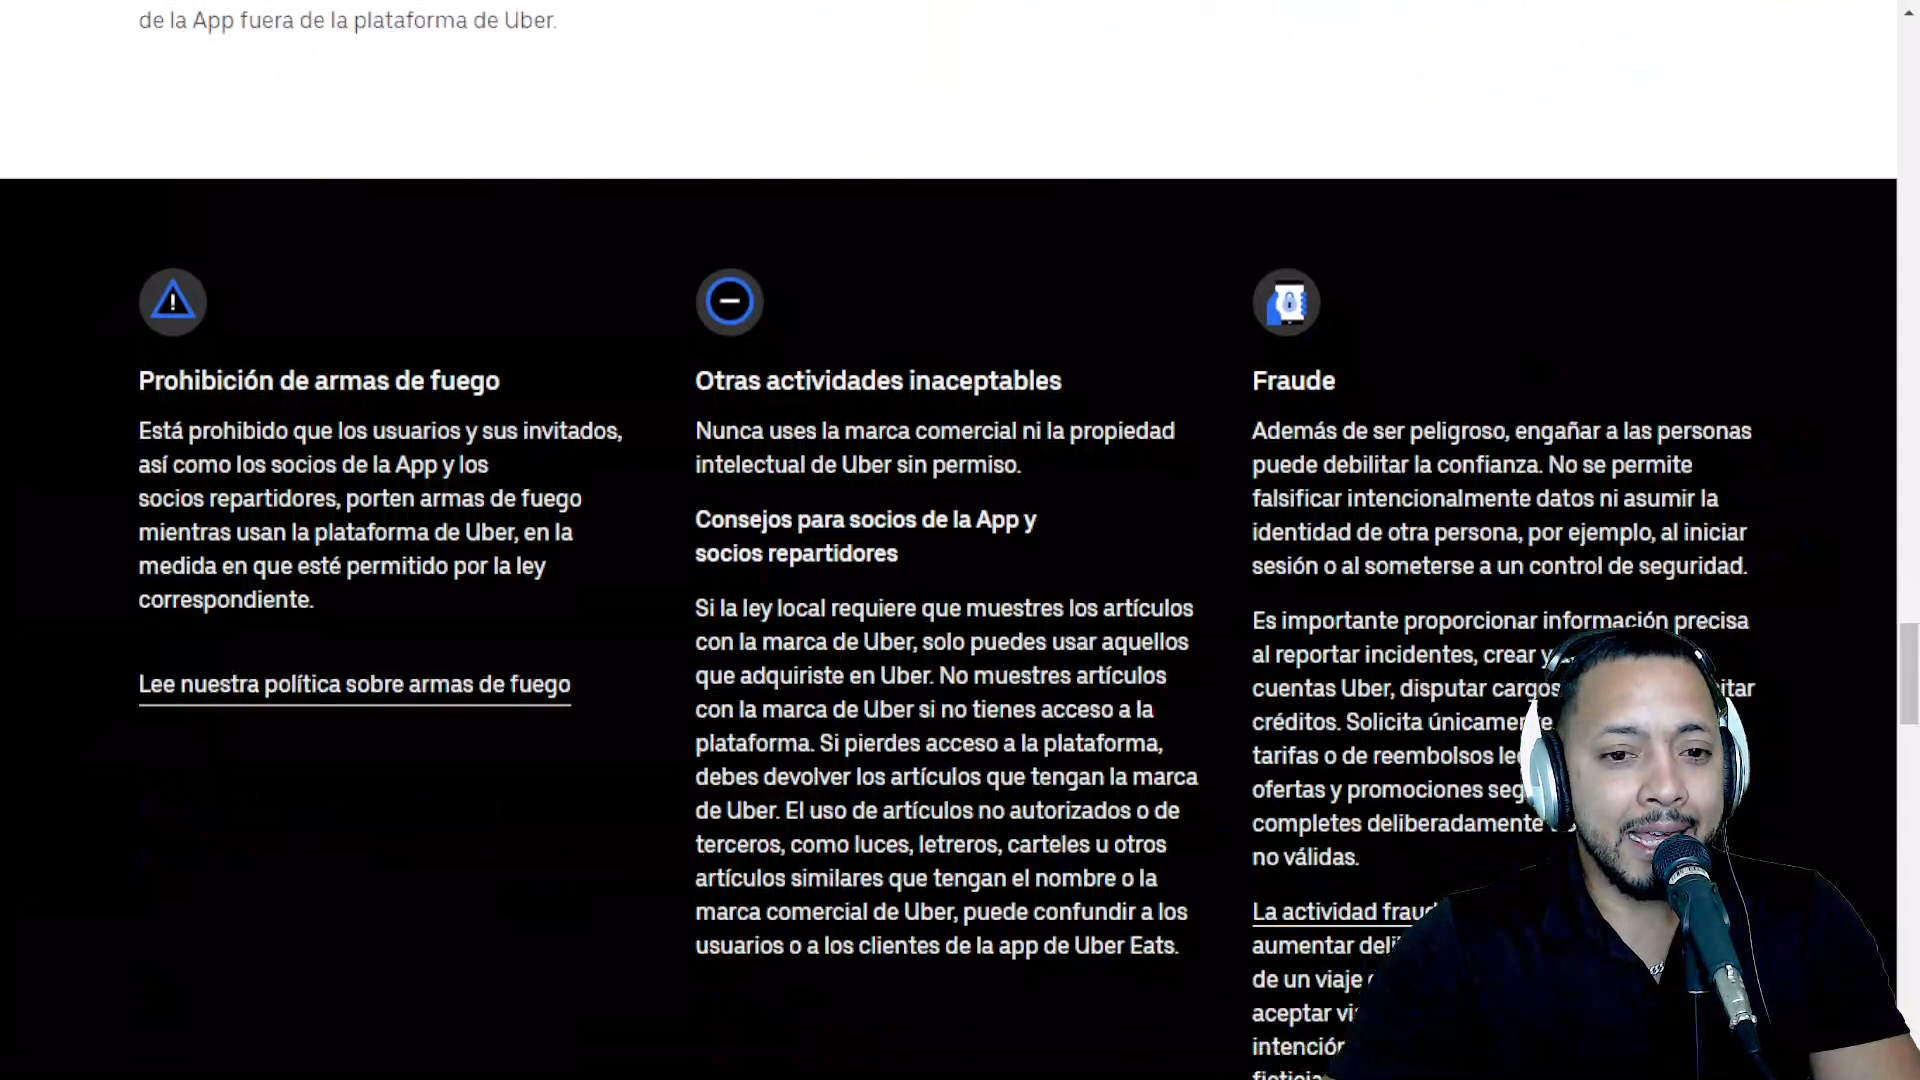 de la App fuera de la plataforma de Uber.
Prohibición de armas de fuego
Está prohibido que los usuarios y sus invitados,
así como los socios de la App y los
socios repartidores, porten armas de fuego
mientras usan la plataforma de Uber, en la
medida en que esté permitido por la ley
correspondiente.
Lee nuestra política sobre armas de fuego
Otras actividades inaceptables
Nunca uses la marca comercial ni la propiedad
intelectual de Uber sin permiso.
Consejos para socios de la App y
socios repartidores
Si la ley local requiere que muestres los artículos
con la marca de Uber, solo puedes usar aquellos
que adquiriste en Uber. No muestres artículos
con la marca de Uber si no tienes acceso a la
plataforma. Si pierdes acceso a la plataforma,
debes devolver los artículos que tengan la marca
de Uber. El uso de artículos no autorizados o de
terceros, como luces, letreros, carteles u otros
artículos similares que tengan el nombre o la
marca comercial de Uber, puede confundir a los
usuarios o a los clientes de la app de Uber Eats.
Fraude
Además de ser peligroso, engañar a las personas
puede debilitar la confianza. No se permite
falsificar intencionalmente datos ni asumir la
identidad de otra persona, por ejemplo, al iniciar
sesión o al someterse a un control de seguridad.
Es importante proporcionar información precisa
al reportar incidentes, crear y
cuentas Uber, disputar cargos
créditos. Solicita únicamente
tarifas o de reembolsos
ofertas y promociones
completes deliberadamente
no válidas.
La actividad
aumentar
de un viaje
aceptar